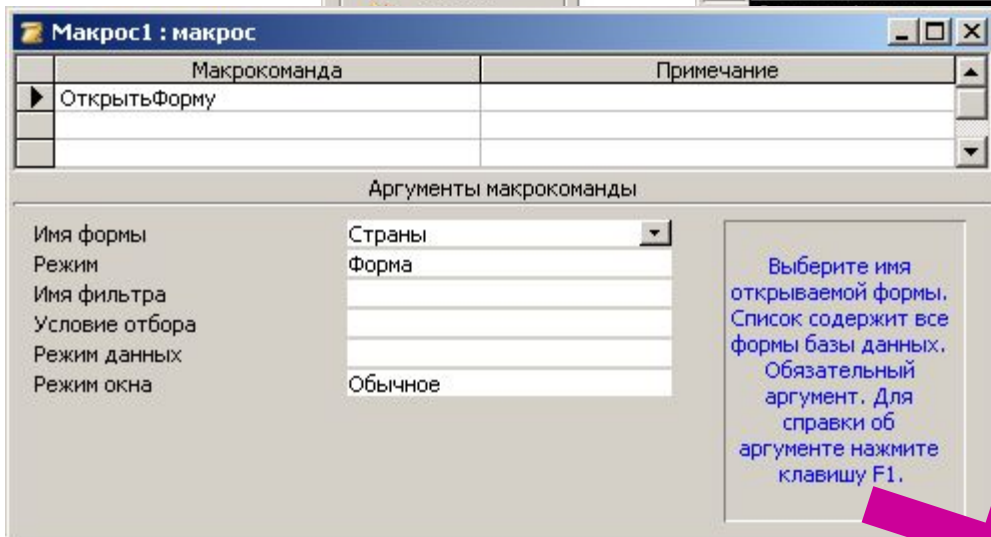 Макрос1 : макрос
Макрокоманда Примечание
ОткрытьФорму
Аргументы макрокоманды
Имя формы Страны
Режим Форма
Имя фильтра
Условие отбора
Режим данных
Режим окна Обычное
Выберите имя
открываемой формы.
Список содержит все
формы базы данных.
Обязательный
аргумент. Для
справки об
аргументе нажмите
клавишу F1.